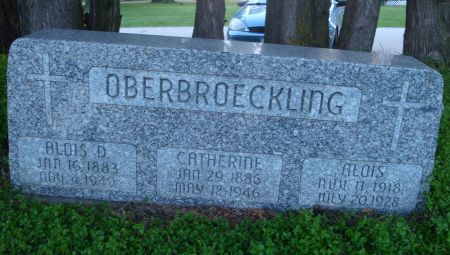 OBERBROECKLING
ALOIS D
JAN 16 1883
NOV 4 1940
CATHERINE
JAN 29 1886
MAY 12 1946
ALOIS
NOV 11 1918
JULY 20 1928